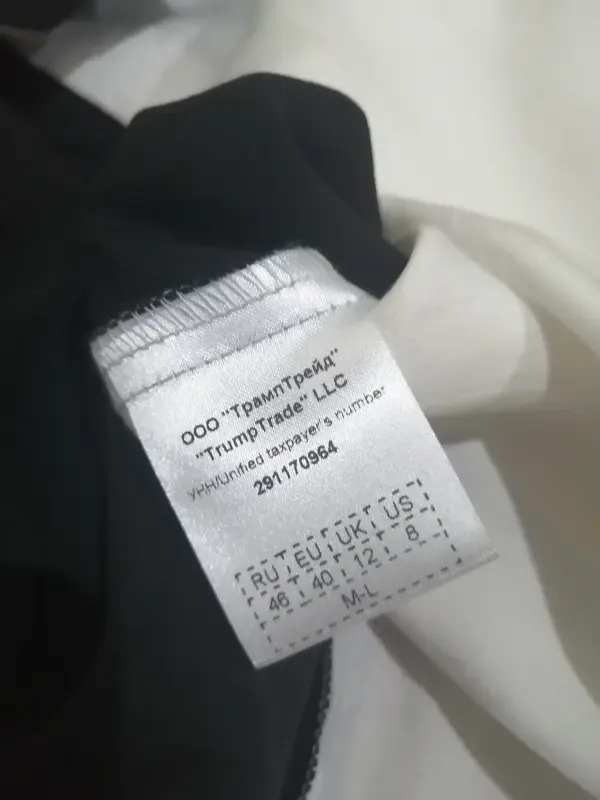 ООО "ТрампТрейд"
"TrumpTrade" LLC
УНН/Unified taxpayer's number
291170964
RU EU UK US
46 40 12 8
M-L